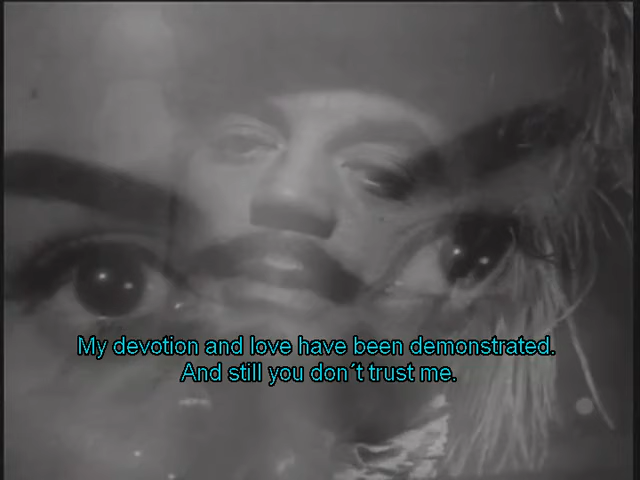 My devotion and love have been demonstrated.
And still you don´t trust me.